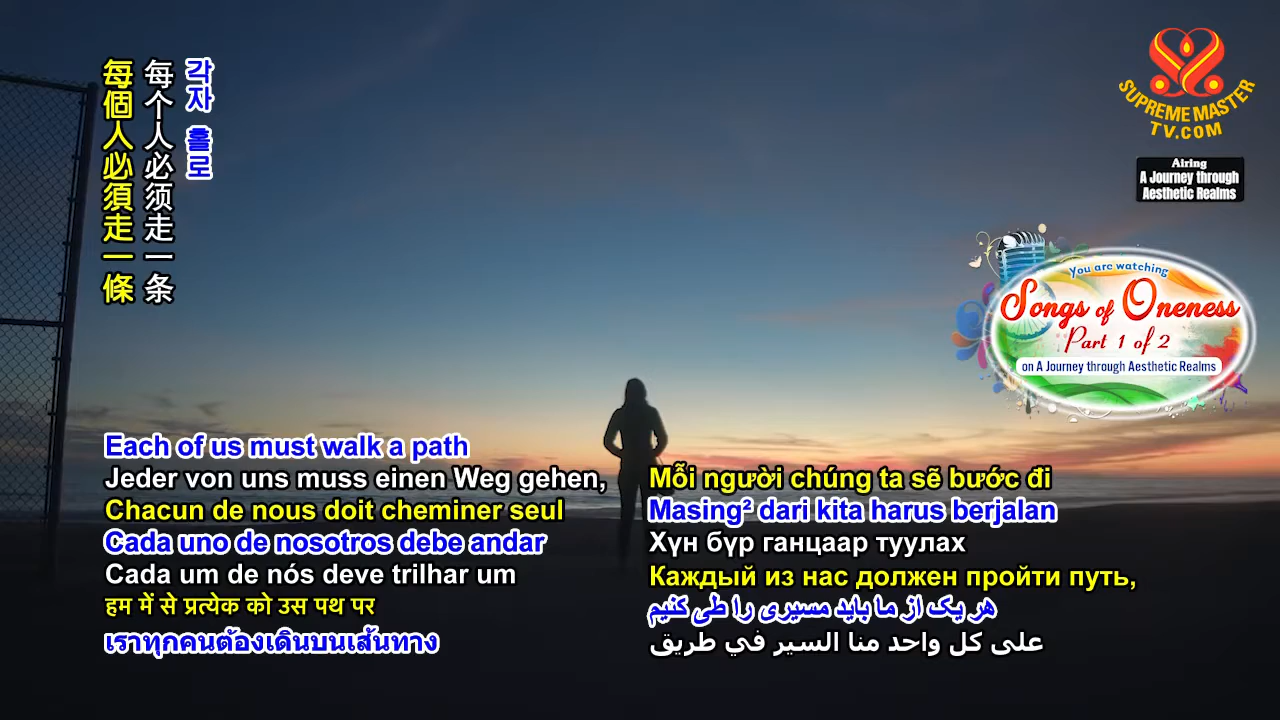 每個人必須走一條
每个人必须走一条
각자 홀로
SUPREME MASTER
TV.COM
Airing
A Journey through
Aesthetic Realms
You are watching
Songs of Oneness
Part 1 of 2
on A Journey through Aesthetic Realms
Each of us must walk a path
Jeder von uns muss einen Weg gehen,
Chacun de nous doit cheminer seul
Cada uno de nosotros debe andar
Cada um de nós deve trilhar um
हम में से प्रत्येक को उस पथ पर
เราทุกคนต้องเดินบนเส้นทาง
Mỗi người chúng ta sẽ bước đi
Masing² dari kita harus berjalan
Хүн бүр ганцаар туулах
Каждый из нас должен пройти путь,
هر یک از ما باید مسیری را طی کنیم
على كل واحد منا السير في طريق